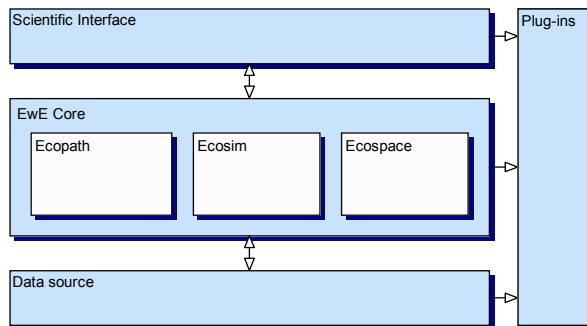 Scientific Interface
Plug-ins
EwE Core
Ecopath
Ecosim
Ecospace
Data source